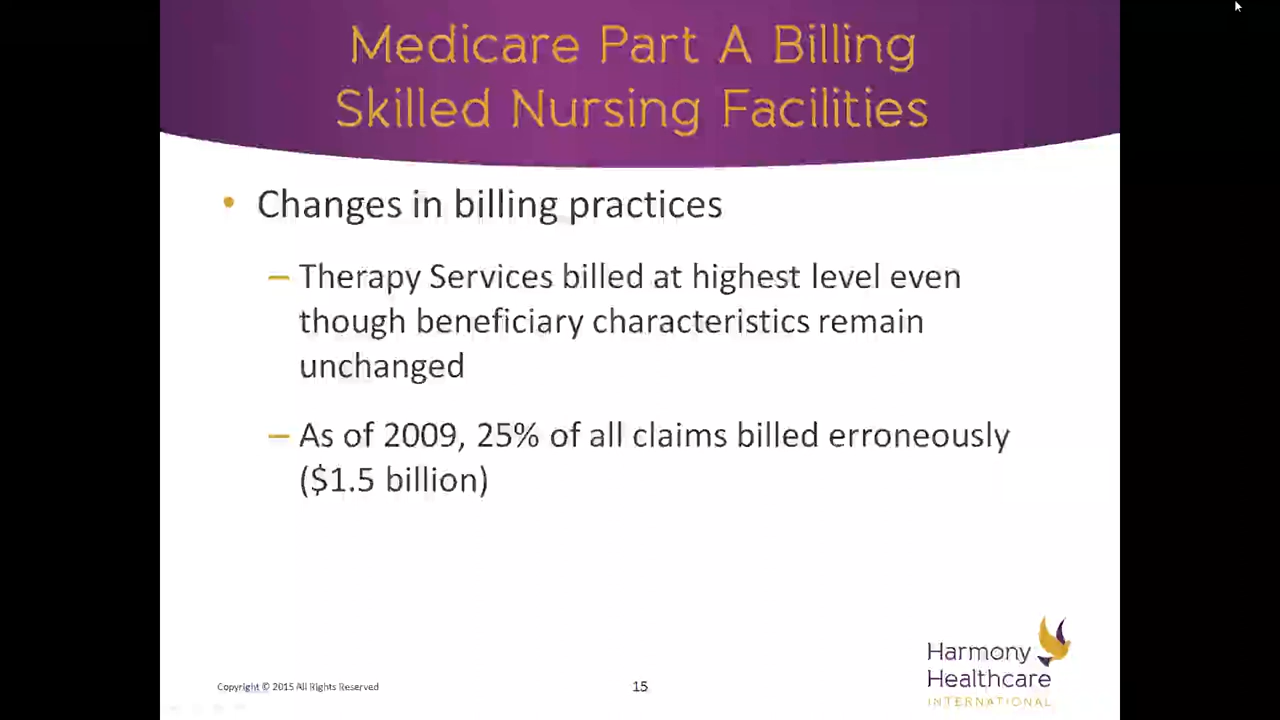 Medicare Part A Billing
Skilled Nursing Facilities
• Changes in billing practices
– Therapy Services billed at highest level even
though beneficiary characteristics remain
unchanged
– As of 2009, 25% of all claims billed erroneously
($1.5 billion)
Harmony
Healthcare
INTERNATIONAL
Copyright © 2015 All Rights Reserved
15